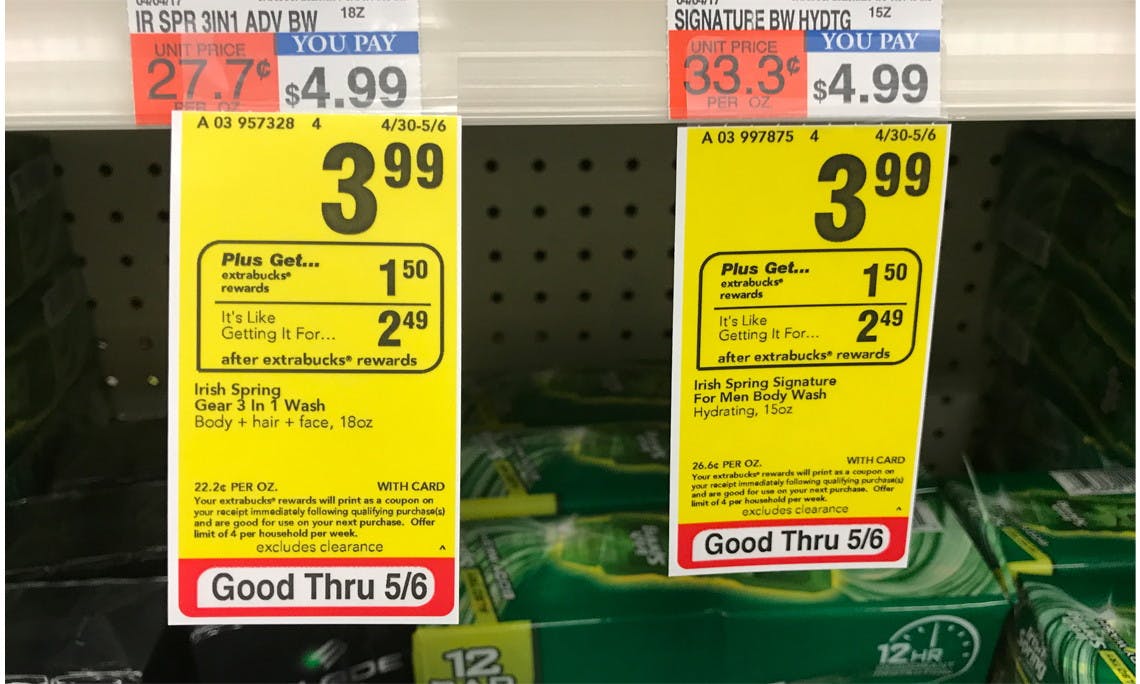 04/04/17
IR SPR 3IN1 ADV BW 18Z
UNIT PRICE
27.7¢
PER OZ
YOU PAY
$4.99
A 03 957328 4 4/30-5/6
3 99
Plus Get...
extrabucks®
rewards
1 50
It's Like
Getting It For...
2 49
after extrabucks® rewards
Irish Spring
Gear 3 In 1 Wash
Body + hair + face, 18oz
22.2¢ PER OZ. WITH CARD
Your extrabucks® rewards will print as a coupon on
your receipt immediately following qualifying purchase(s)
and are good for use on your next purchase. Offer
limit of 4 per household per week.
excludes clearance ^
Good Thru 5/6
04/04/17
SIGNATURE BW HYDTG 15Z
UNIT PRICE
33.3¢
PER OZ
YOU PAY
$4.99
A 03 997875 4 4/30-5/6
3 99
Plus Get...
extrabucks®
rewards
1 50
It's Like
Getting It For...
2 49
after extrabucks® rewards
Irish Spring Signature
For Men Body Wash
Hydrating, 15oz
26.6¢ PER OZ. WITH CARD
Your extrabucks® rewards will print as a coupon on
your receipt immediately following qualifying purchase(s)
and are good for use on your next purchase. Offer
limit of 4 per household per week.
excludes clearance ^
Good Thru 5/6
12
12HR